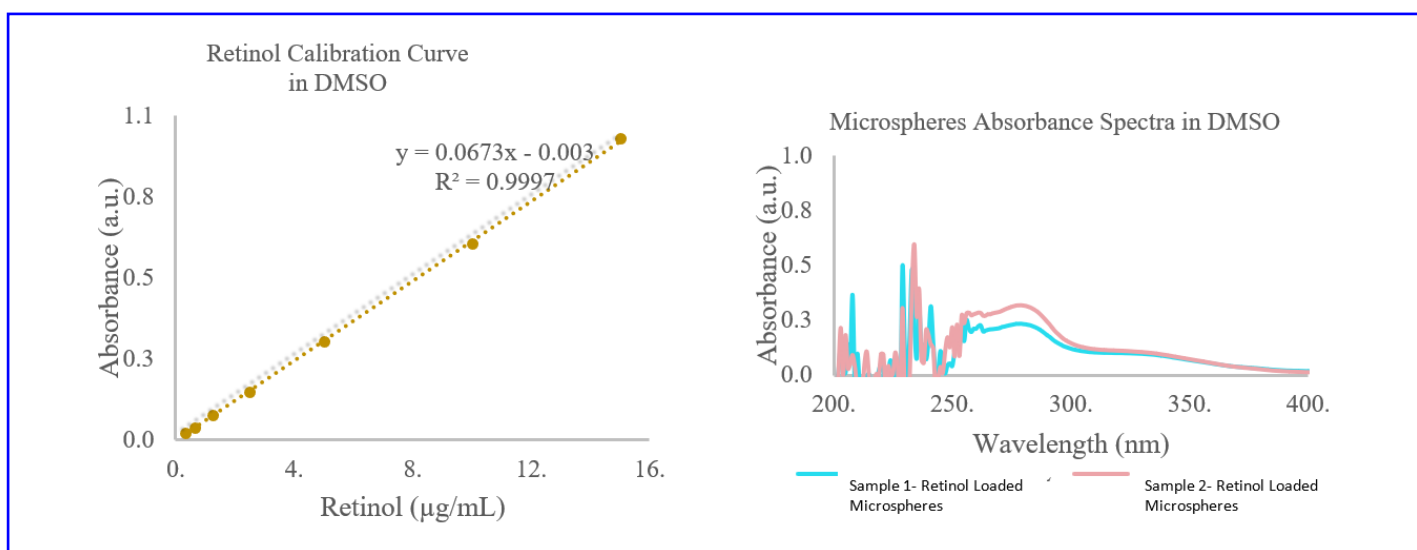 Retinol Calibration Curve
in DMSO
1.1
0.8
0.5
0.3
0.0
Absorbance (a.u.)
y = 0.0673x - 0.003
R² = 0.9997
0.
4.
8.
12.
16.
Retinol (µg/mL)
Microspheres Absorbance Spectra in DMSO
1.0
0.8
0.5
0.3
0.0
Absorbance (a.u.)
200.
250.
300.
350.
400.
Wavelength (nm)
Sample 1- Retinol Loaded
Microspheres
Sample 2- Retinol Loaded
Microspheres